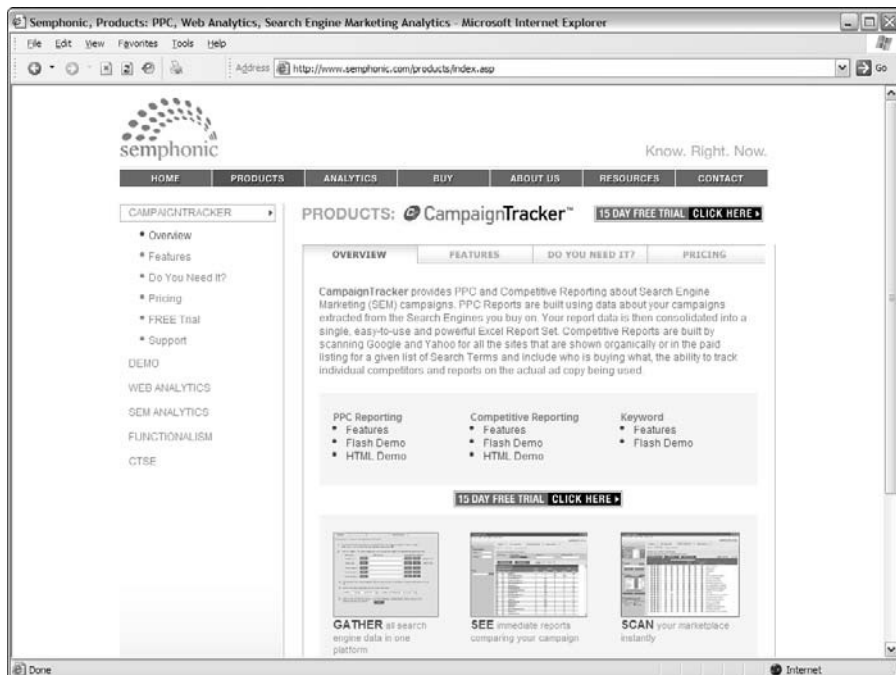 Semphonic, Products: PPC, Web Analytics, Search Engine Marketing Analytics - Microsoft Internet Explorer
File Edit View Favorites Tools Help
Address http://www.semphonic.com/products/index.asp Go
semphonic
Know. Right. Now.
HOME PRODUCTS ANALYTICS BUY ABOUT US RESOURCES CONTACT
CAMPAIGNTRACKER
• Overview
• Features
• Do You Need It?
• Pricing
• FREE Trial
• Support
DEMO
WEB ANALYTICS
SEM ANALYTICS
FUNCTIONALISM
CTSE
PRODUCTS: CampaignTracker™ 15 DAY FREE TRIAL CLICK HERE
OVERVIEW FEATURES DO YOU NEED IT? PRICING
CampaignTracker provides PPC and Competitive Reporting about Search Engine
Marketing (SEM) campaigns. PPC Reports are built using data about your campaigns
extracted from the Search Engines you buy on. Your report data is then consolidated into a
single, easy-to-use and powerful Excel Report Set. Competitive Reports are built by
scanning Google and Yahoo for all the sites that are shown organically or in the paid
listing for a given list of Search Terms and include who is buying what, the ability to track
individual competitors and reports on the actual ad copy being used.
PPC Reporting
• Features
• Flash Demo
• HTML Demo
Competitive Reporting
• Features
• Flash Demo
• HTML Demo
Keyword
• Features
• Flash Demo
15 DAY FREE TRIAL CLICK HERE
GATHER all search
engine data in one
platform
SEE immediate reports
comparing your campaign
SCAN your marketplace
instantly
Done Internet